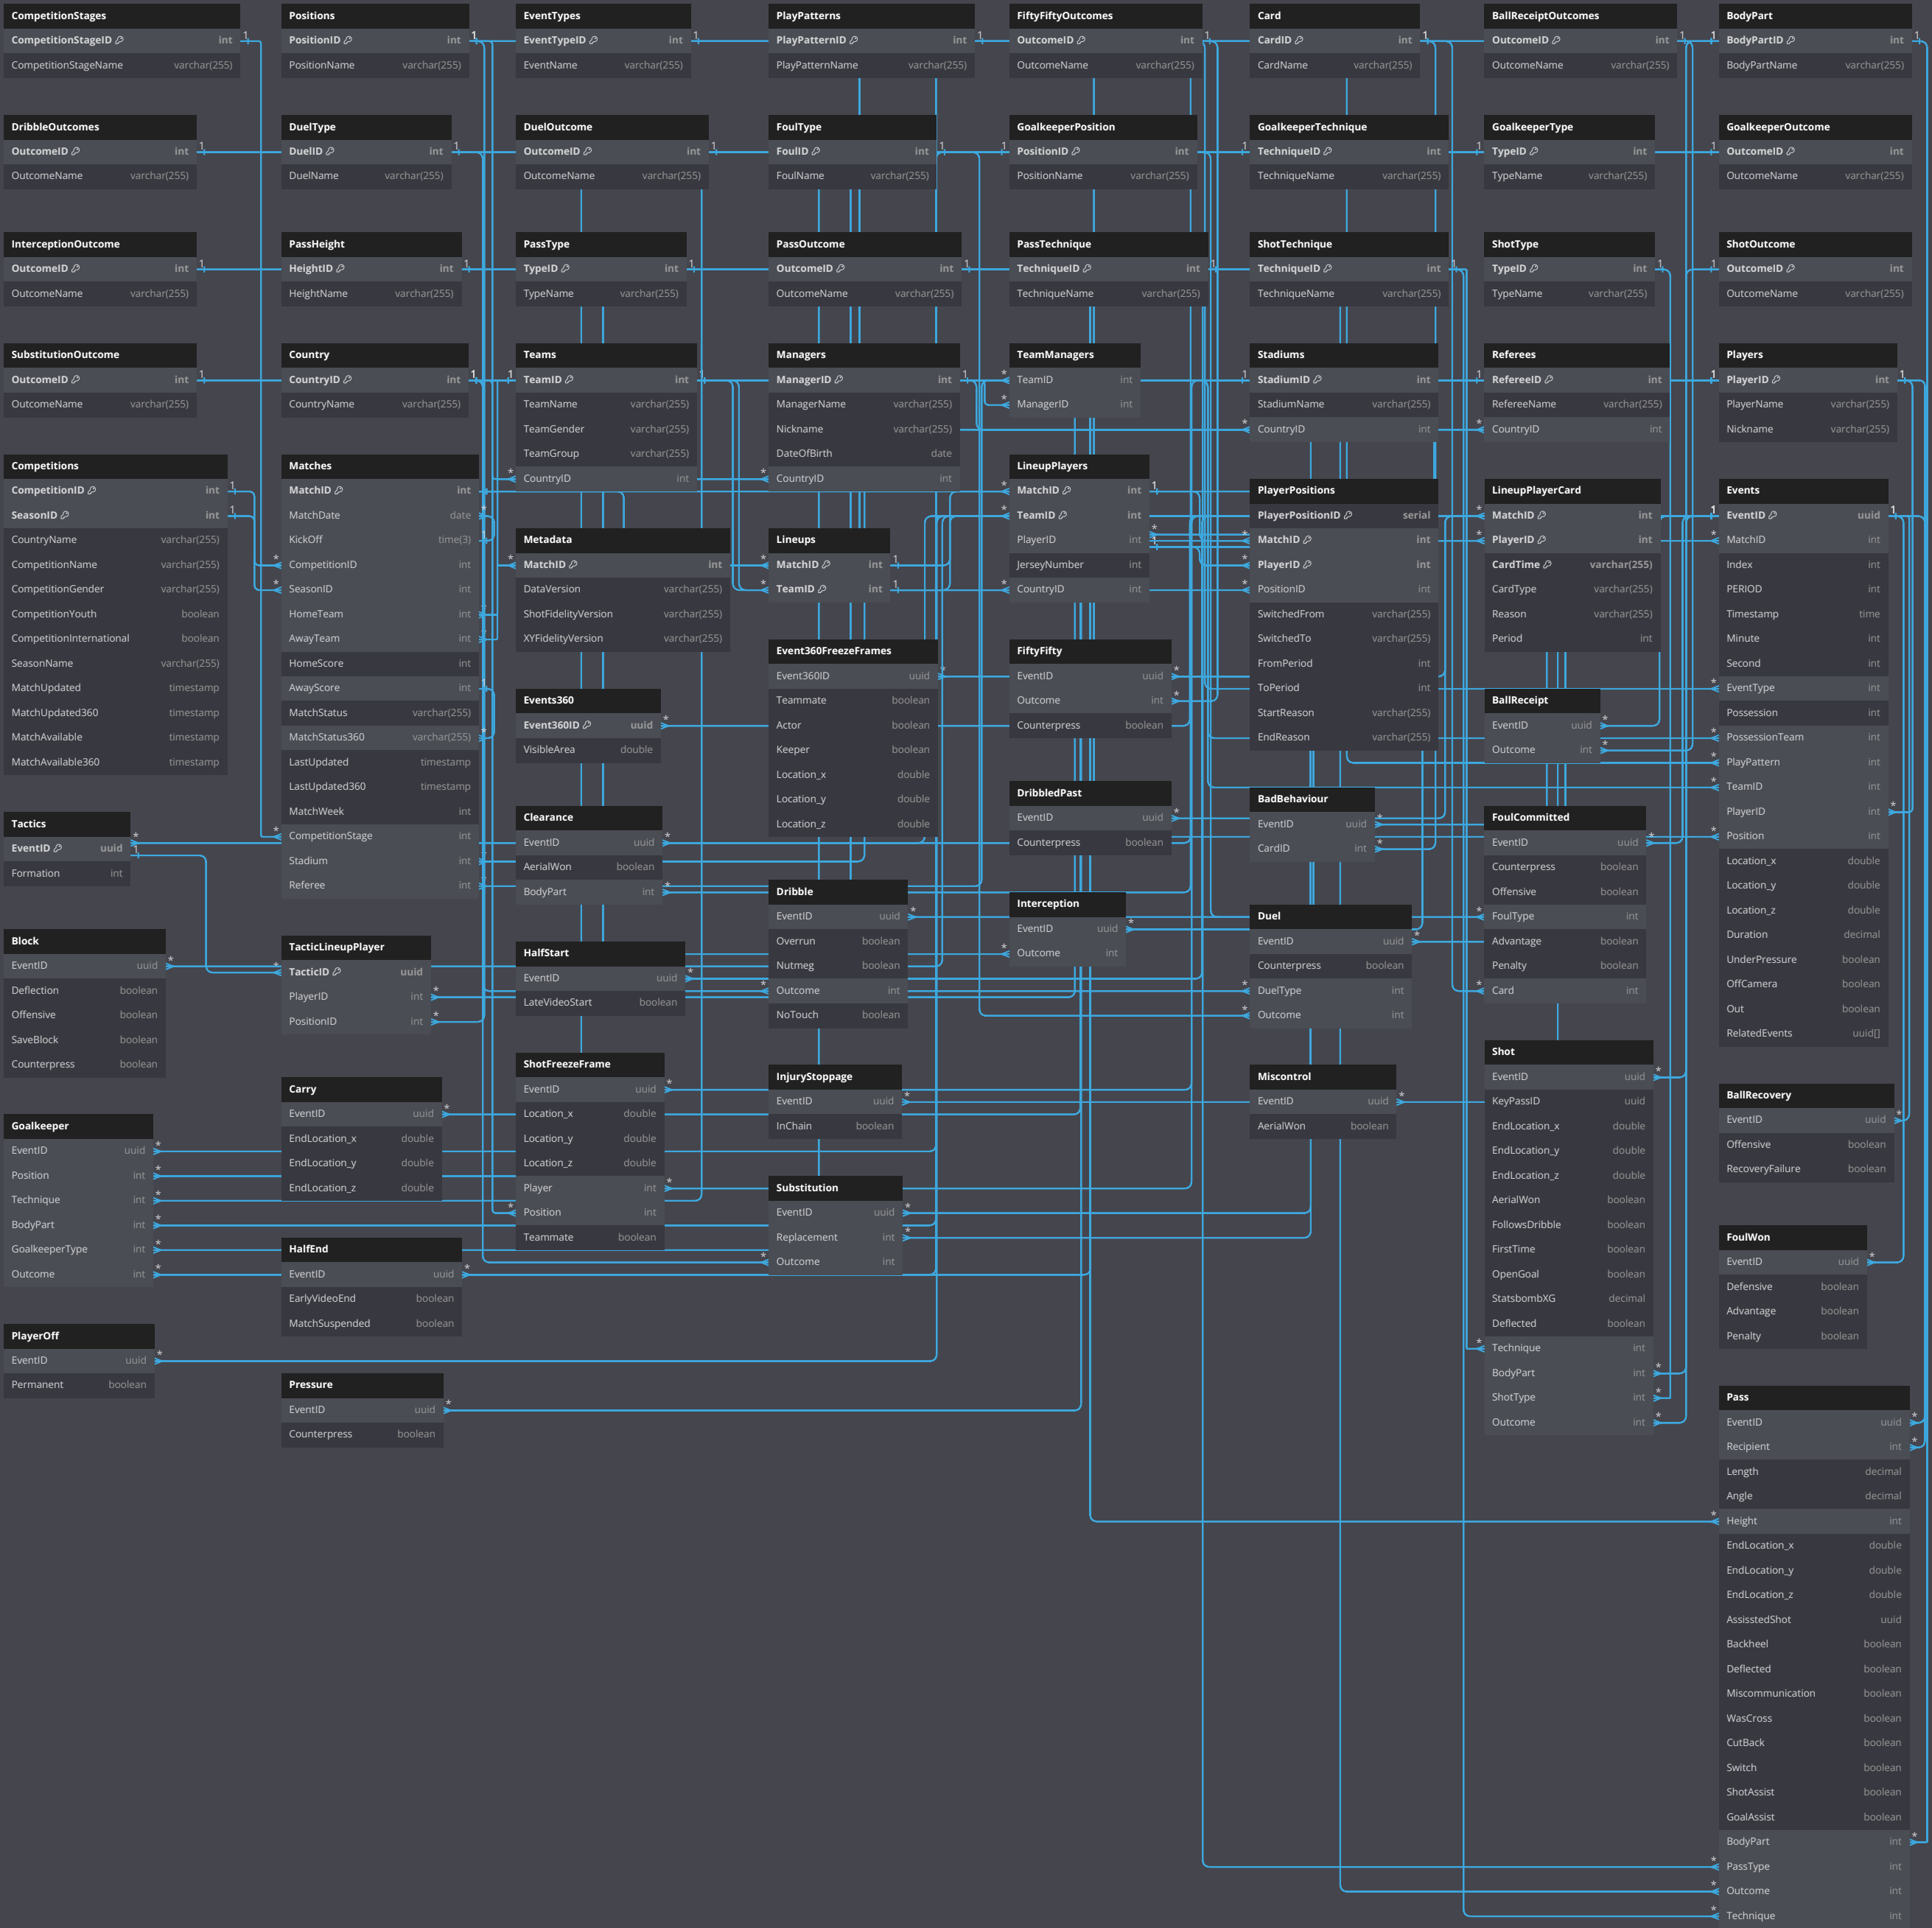 CompetitionStages
CompetitionStageID int
CompetitionStageName varchar(255)
Positions
PositionID int
PositionName varchar(255)
EventTypes
EventTypeID int
EventName varchar(255)
PlayPatterns
PlayPatternID int
PlayPatternName varchar(255)
FiftyFiftyOutcomes
OutcomeID int
OutcomeName varchar(255)
Card
CardID int
CardName varchar(255)
BallReceiptOutcomes
OutcomeID int
OutcomeName varchar(255)
BodyPart
BodyPartID int
BodyPartName varchar(255)
DribbleOutcomes
OutcomeID int
OutcomeName varchar(255)
DuelType
DuelID int
DuelName varchar(255)
DuelOutcome
OutcomeID int
OutcomeName varchar(255)
FoulType
FoulID int
FoulName varchar(255)
GoalkeeperPosition
PositionID int
PositionName varchar(255)
GoalkeeperTechnique
TechniqueID int
TechniqueName varchar(255)
GoalkeeperType
TypeID int
TypeName varchar(255)
GoalkeeperOutcome
OutcomeID int
OutcomeName varchar(255)
InterceptionOutcome
OutcomeID int
OutcomeName varchar(255)
PassHeight
HeightID int
HeightName varchar(255)
PassType
TypeID int
TypeName varchar(255)
PassOutcome
OutcomeID int
OutcomeName varchar(255)
PassTechnique
TechniqueID int
TechniqueName varchar(255)
ShotTechnique
TechniqueID int
TechniqueName varchar(255)
ShotType
TypeID int
TypeName varchar(255)
ShotOutcome
OutcomeID int
OutcomeName varchar(255)
SubstitutionOutcome
OutcomeID int
OutcomeName varchar(255)
Country
CountryID int
CountryName varchar(255)
Teams
TeamID int
TeamName varchar(255)
TeamGender varchar(255)
TeamGroup varchar(255)
CountryID int
Managers
ManagerID int
ManagerName varchar(255)
Nickname varchar(255)
DateOfBirth date
CountryID int
TeamManagers
TeamID int
ManagerID int
Stadiums
StadiumID int
StadiumName varchar(255)
CountryID int
Referees
RefereeID int
RefereeName varchar(255)
CountryID int
Players
PlayerID int
PlayerName varchar(255)
Nickname varchar(255)
Competitions
CompetitionID int
SeasonID int
CountryName varchar(255)
CompetitionName varchar(255)
CompetitionGender varchar(255)
CompetitionYouth boolean
CompetitionInternational boolean
SeasonName varchar(255)
MatchUpdated timestamp
MatchUpdated360 timestamp
MatchAvailable timestamp
MatchAvailable360 timestamp
Matches
MatchID int
MatchDate date
KickOff time(3)
CompetitionID int
SeasonID int
HomeTeam int
AwayTeam int
HomeScore int
AwayScore int
MatchStatus varchar(255)
MatchStatus360 varchar(255)
LastUpdated timestamp
LastUpdated360 timestamp
MatchWeek int
CompetitionStage int
Stadium int
Referee int
Metadata
MatchID int
DataVersion varchar(255)
ShotFidelityVersion varchar(255)
XYFidelityVersion varchar(255)
Lineups
MatchID int
TeamID int
LineupPlayers
MatchID int
TeamID int
PlayerID int
JerseyNumber int
CountryID int
PlayerPositions
PlayerPositionID serial
MatchID int
PlayerID int
PositionID int
SwitchedFrom varchar(255)
SwitchedTo varchar(255)
FromPeriod int
ToPeriod int
StartReason varchar(255)
EndReason varchar(255)
LineupPlayerCard
MatchID int
PlayerID int
CardTime varchar(255)
CardType varchar(255)
Reason varchar(255)
Period int
Events
EventID uuid
MatchID int
Index int
PERIOD int
Timestamp time
Minute int
Second int
EventType int
Possession int
PossessionTeam int
PlayPattern int
TeamID int
PlayerID int
Position int
Location_x double
Location_y double
Location_z double
Duration decimal
UnderPressure boolean
OffCamera boolean
Out boolean
RelatedEvents uuid[]
Event360FreezeFrames
Event360ID uuid
Teammate boolean
Actor boolean
Keeper boolean
Location_x double
Location_y double
Location_z double
FiftyFifty
EventID uuid
Outcome int
Counterpress boolean
Events360
Event360ID uuid
VisibleArea double
BallReceipt
EventID uuid
Outcome int
Tactics
EventID uuid
Formation int
Clearance
EventID uuid
AerialWon boolean
BodyPart int
DribbledPast
EventID uuid
Counterpress boolean
BadBehaviour
EventID uuid
CardID int
FoulCommitted
EventID uuid
Counterpress boolean
Offensive boolean
FoulType int
Advantage boolean
Penalty boolean
Card int
Block
EventID uuid
Deflection boolean
Offensive boolean
SaveBlock boolean
Counterpress boolean
TacticLineupPlayer
TacticID uuid
PlayerID int
PositionID int
HalfStart
EventID uuid
LateVideoStart boolean
Dribble
EventID uuid
Overrun boolean
Nutmeg boolean
Outcome int
NoTouch boolean
Interception
EventID uuid
Outcome int
Duel
EventID uuid
Counterpress boolean
DuelType int
Outcome int
Goalkeeper
EventID uuid
Position int
Technique int
BodyPart int
GoalkeeperType int
Outcome int
Carry
EventID uuid
EndLocation_x double
EndLocation_y double
EndLocation_z double
ShotFreezeFrame
EventID uuid
Location_x double
Location_y double
Location_z double
Player int
Position int
Teammate boolean
InjuryStoppage
EventID uuid
InChain boolean
Miscontrol
EventID uuid
AerialWon boolean
Shot
EventID uuid
KeyPassID uuid
EndLocation_x double
EndLocation_y double
EndLocation_z double
AerialWon boolean
FollowsDribble boolean
FirstTime boolean
OpenGoal boolean
StatsbombXG decimal
Deflected boolean
Technique int
BodyPart int
ShotType int
Outcome int
BallRecovery
EventID uuid
Offensive boolean
RecoveryFailure boolean
Substitution
EventID uuid
Replacement int
Outcome int
HalfEnd
EventID uuid
EarlyVideoEnd boolean
MatchSuspended boolean
FoulWon
EventID uuid
Defensive boolean
Advantage boolean
Penalty boolean
PlayerOff
EventID uuid
Permanent boolean
Pressure
EventID uuid
Counterpress boolean
Pass
EventID uuid
Recipient int
Length decimal
Angle decimal
Height int
EndLocation_x double
EndLocation_y double
EndLocation_z double
AssisstedShot uuid
Backheel boolean
Deflected boolean
Miscommunication boolean
WasCross boolean
CutBack boolean
Switch boolean
ShotAssist boolean
GoalAssist boolean
BodyPart int
PassType int
Outcome int
Technique int